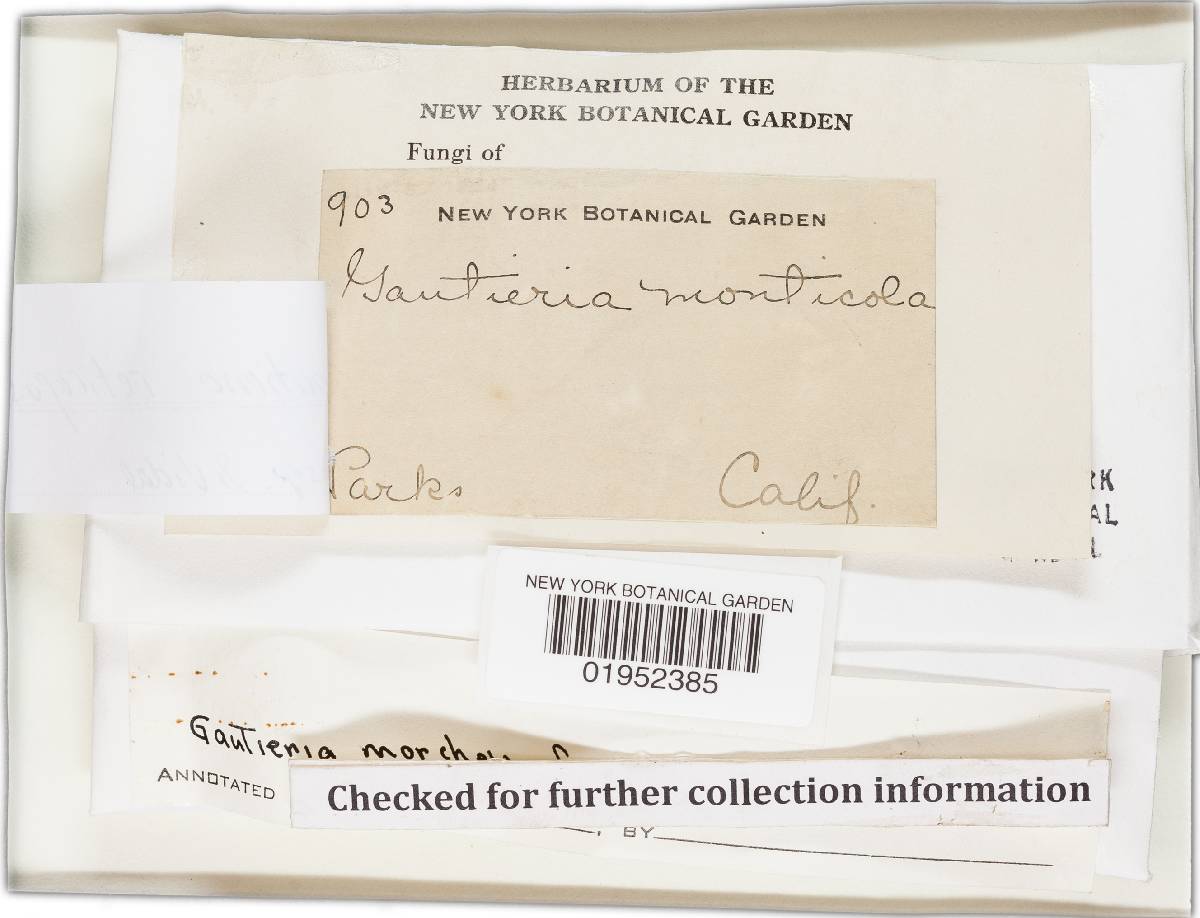 HERBARIUM OF THE
NEW YORK BOTANICAL GARDEN
Fungi of
903
NEW YORK BOTANICAL GARDEN
Gautieria monticola
Parks
Calif.
RK
AL
L
NEW YORK BOTANICAL GARDEN
01952385
Gautieria
ANNOTATED
Checked for further collection information
BY